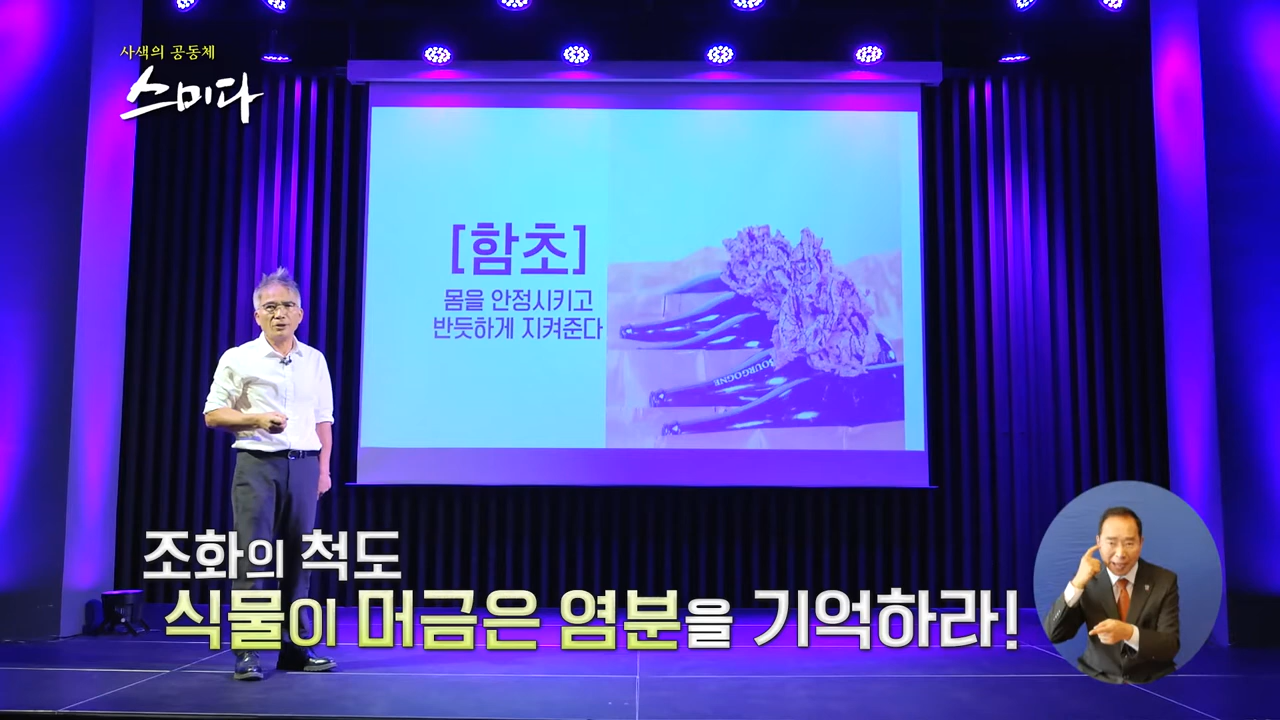 사색의 공동체
스미다
[함초]
몸을 안정시키고
반듯하게 지켜준다
BOURGOGNE
조화의 척도
식물이 머금은 염분을 기억하라!